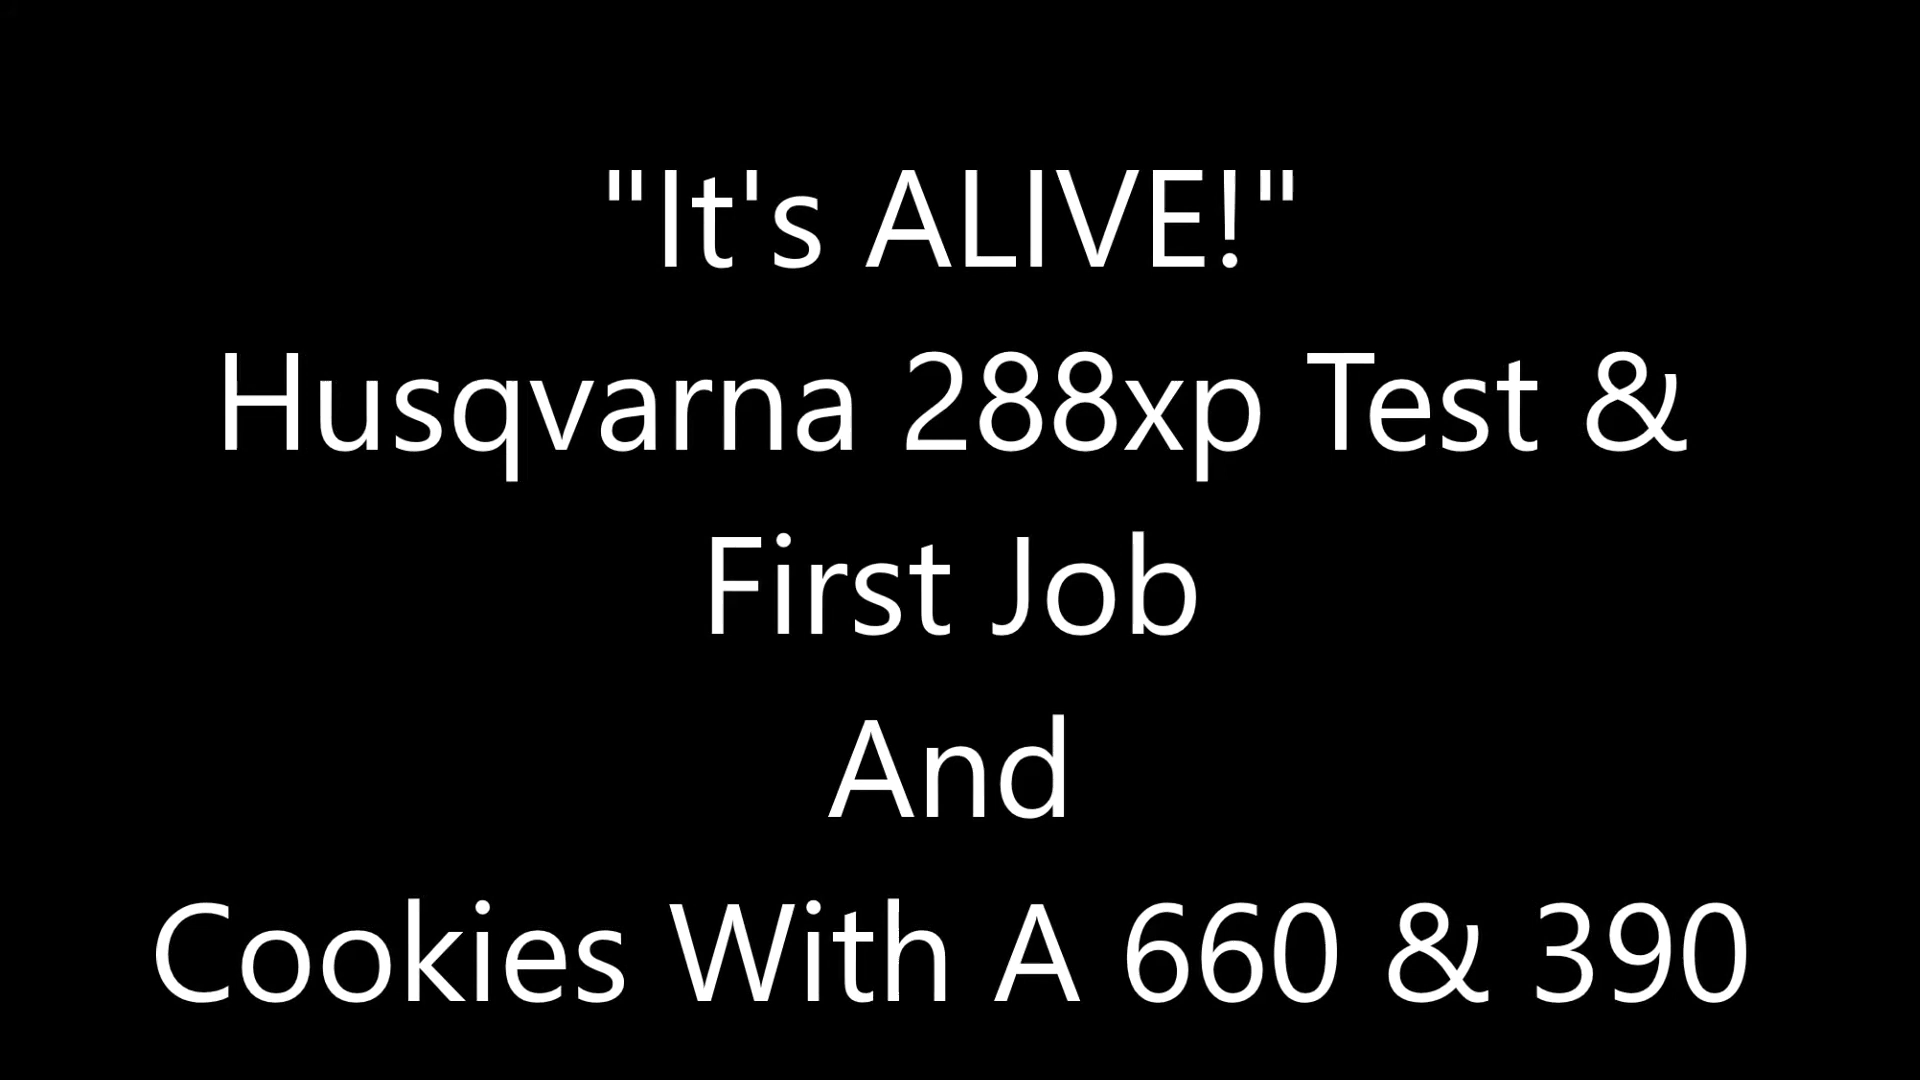 "It's ALIVE!"
Husqvarna 288xp Test &
First Job
And
Cookies With A 660 & 390